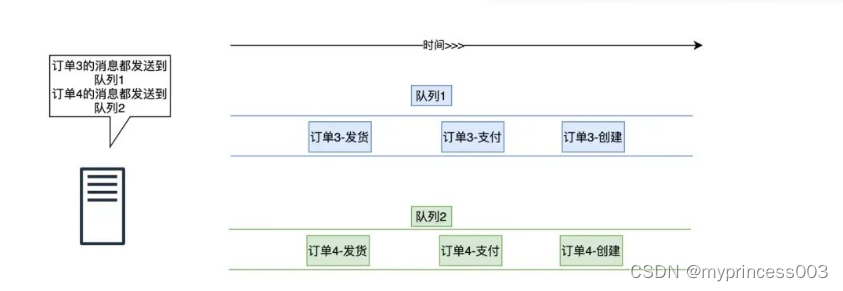 时间>>>
订单3的消息都发送到
队列1
订单4的消息都发送到
队列2
队列1
订单3-发货
订单3-支付
订单3-创建
队列2
订单4-发货
订单4-支付
订单4-创建
CSDN @myprincess003